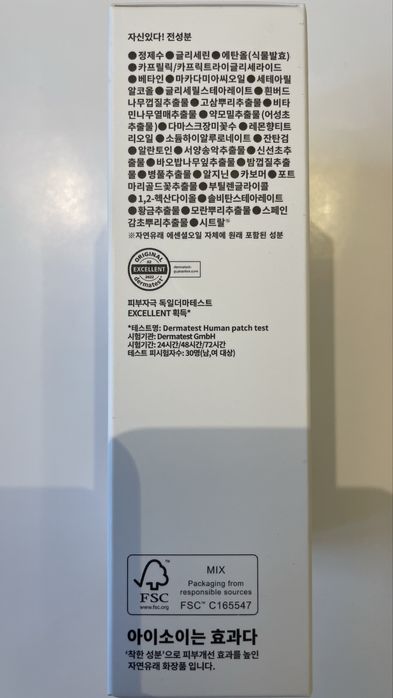 자신있다! 전성분
●정제수●글리세린●에탄올(식물발효)
●카프릴릭/카프릭트라이글리세라이드
●베타인●마카다미아씨오일●세테아릴
알코올●글리세릴스테아레이트●흰버드
나무껍질추출물●고삼뿌리추출물●비타
민나무열매추출물●약모밀추출물(어성초
추출물)●다마스크장미꽃수●레몬향티트
리오일●소듐하이알루로네이트●잔탄검
●알란토인●서양송악추출물●신선초추
출물●바오밥나무잎추출물●밤껍질추출
물●병풀추출물●알지닌●카보머●포트
마리골드꽃추출물●부틸렌글라이콜
●1,2-헥산다이올●솔비탄스테아레이트
●황금추출물●모란뿌리추출물●스페인
감초뿌리추출물●시트랄※
※자연유래 에센셜오일 자체에 원래 포함된 성분
ORIGINAL
EXCELLENT
2022
dermatest
dermatest-
guarantee.com
피부자극 독일더마테스트
EXCELLENT 획득*
*테스트명: Dermatest Human patch test
시험기관: Dermatest GmbH
시험기간: 24시간/48시간/72시간
테스트 피시험자수: 30명(남,여 대상)
FSC
www.fsc.org
MIX
Packaging from
responsible sources
FSC™ C165547
아이소이는 효과다
'착한 성분'으로 피부개선 효과를 높인
자연유래 화장품 입니다.